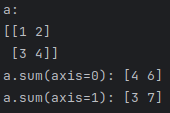 a:
[[1 2]
 [3 4]]
a.sum(axis=0): [4 6]
a.sum(axis=1): [3 7]